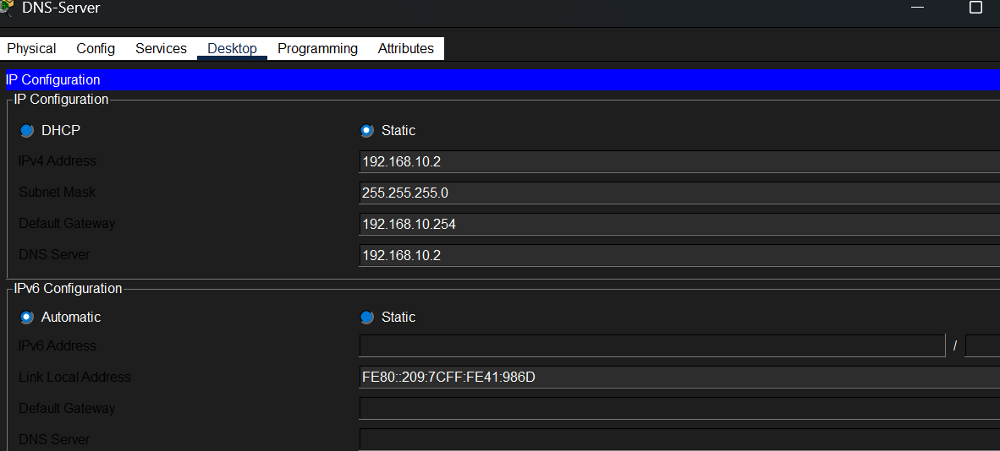 DNS-Server
Physical Config Services Desktop Programming Attributes
IP Configuration
IP Configuration
DHCP Static
IPv4 Address 192.168.10.2
Subnet Mask 255.255.255.0
Default Gateway 192.168.10.254
DNS Server 192.168.10.2
IPv6 Configuration
Automatic Static
IPv6 Address /
Link Local Address FE80::209:7CFF:FE41:986D
Default Gateway
DNS Server